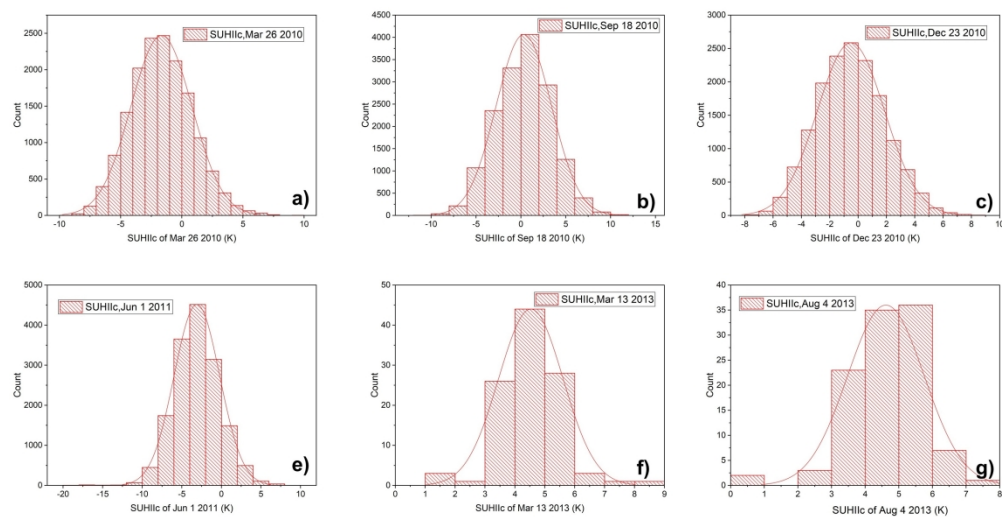 SUHIIc,Mar 26 2010
2500
2000
1500
1000
500
0
Count
-10 -5 0 5 10
SUHIIc of Mar 26 2010 (K)
a)
SUHIIc,Sep 18 2010
4500
4000
3500
3000
2500
2000
1500
1000
500
0
Count
-10 -5 0 5 10 15
SUHIIc of Sep 18 2010 (K)
b)
SUHIIc,Dec 23 2010
3000
2500
2000
1500
1000
500
0
Count
-8 -6 -4 -2 0 2 4 6 8 10
SUHIIc of Dec 23 2010 (K)
c)
SUHIIc,Jun 1 2011
5000
4000
3000
2000
1000
0
Count
-20 -15 -10 -5 0 5 10
SUHIIc of Jun 1 2011 (K)
e)
SUHIIc,Mar 13 2013
50
40
30
20
10
0
Count
0 1 2 3 4 5 6 7 8 9
SUHIIc of Mar 13 2013 (K)
f)
SUHIIc,Aug 4 2013
40
35
30
25
20
15
10
5
0
Count
0 1 2 3 4 5 6 7 8
SUHIIc of Aug 4 2013 (K)
g)